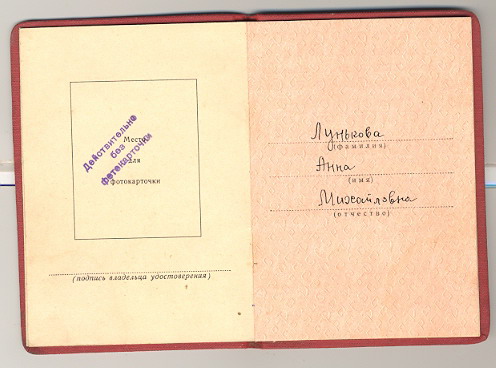 Место
для
фотокарточки
Действительно
без
фотокарточки
(подпись владельца удостоверения)
Лунькова
(фамилия)
Анна
(имя)
Михайловна
(отчество)